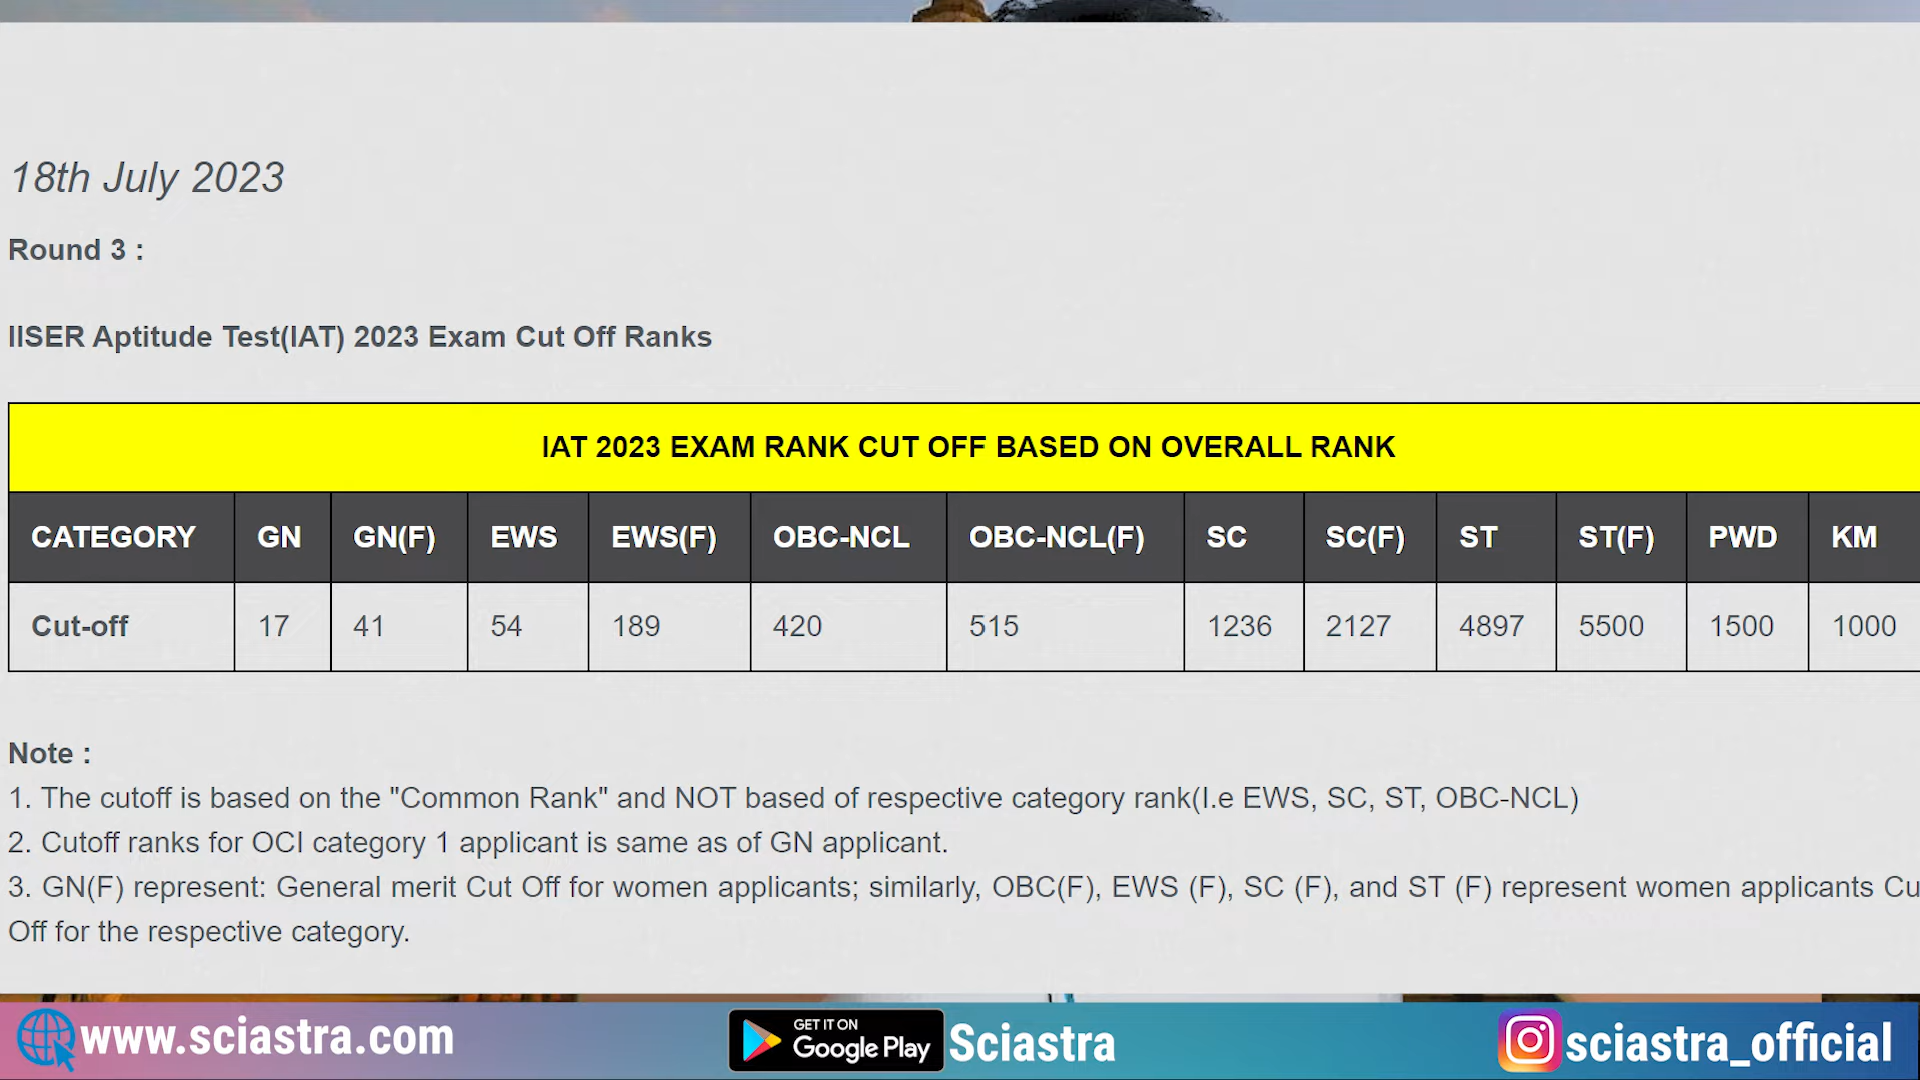 18th July 2023
Round 3 :
IISER Aptitude Test(IAT) 2023 Exam Cut Off Ranks
IAT 2023 EXAM RANK CUT OFF BASED ON OVERALL RANK
CATEGORY GN GN(F) EWS EWS(F) OBC-NCL OBC-NCL(F) SC SC(F) ST ST(F) PWD KM
Cut-off 17 41 54 189 420 515 1236 2127 4897 5500 1500 1000
Note :
1. The cutoff is based on the "Common Rank" and NOT based of respective category rank(I.e EWS, SC, ST, OBC-NCL)
2. Cutoff ranks for OCI category 1 applicant is same as of GN applicant.
3. GN(F) represent: General merit Cut Off for women applicants; similarly, OBC(F), EWS (F), SC (F), and ST (F) represent women applicants Cu
Off for the respective category.
www.sciastra.com GET IT ON Google Play Sciastra sciastra_official